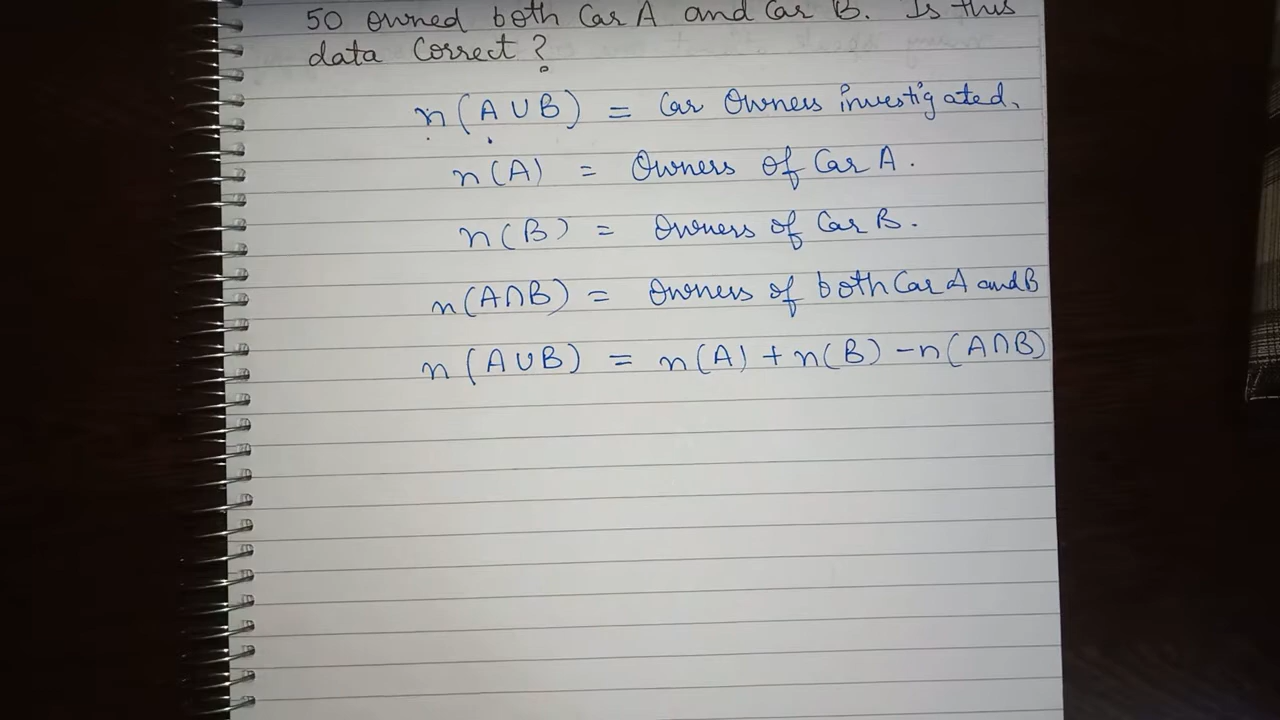 50 owned both Car A and Car B. Is this
data Correct ?
n (A ∪ B) = Car Owners investigated.
n (A) = Owners of Car A.
n (B) = Owners of Car B.
n (A∩B) = Owners of both Car A and B
n (A∪B) = n (A) + n (B) - n (A∩B)